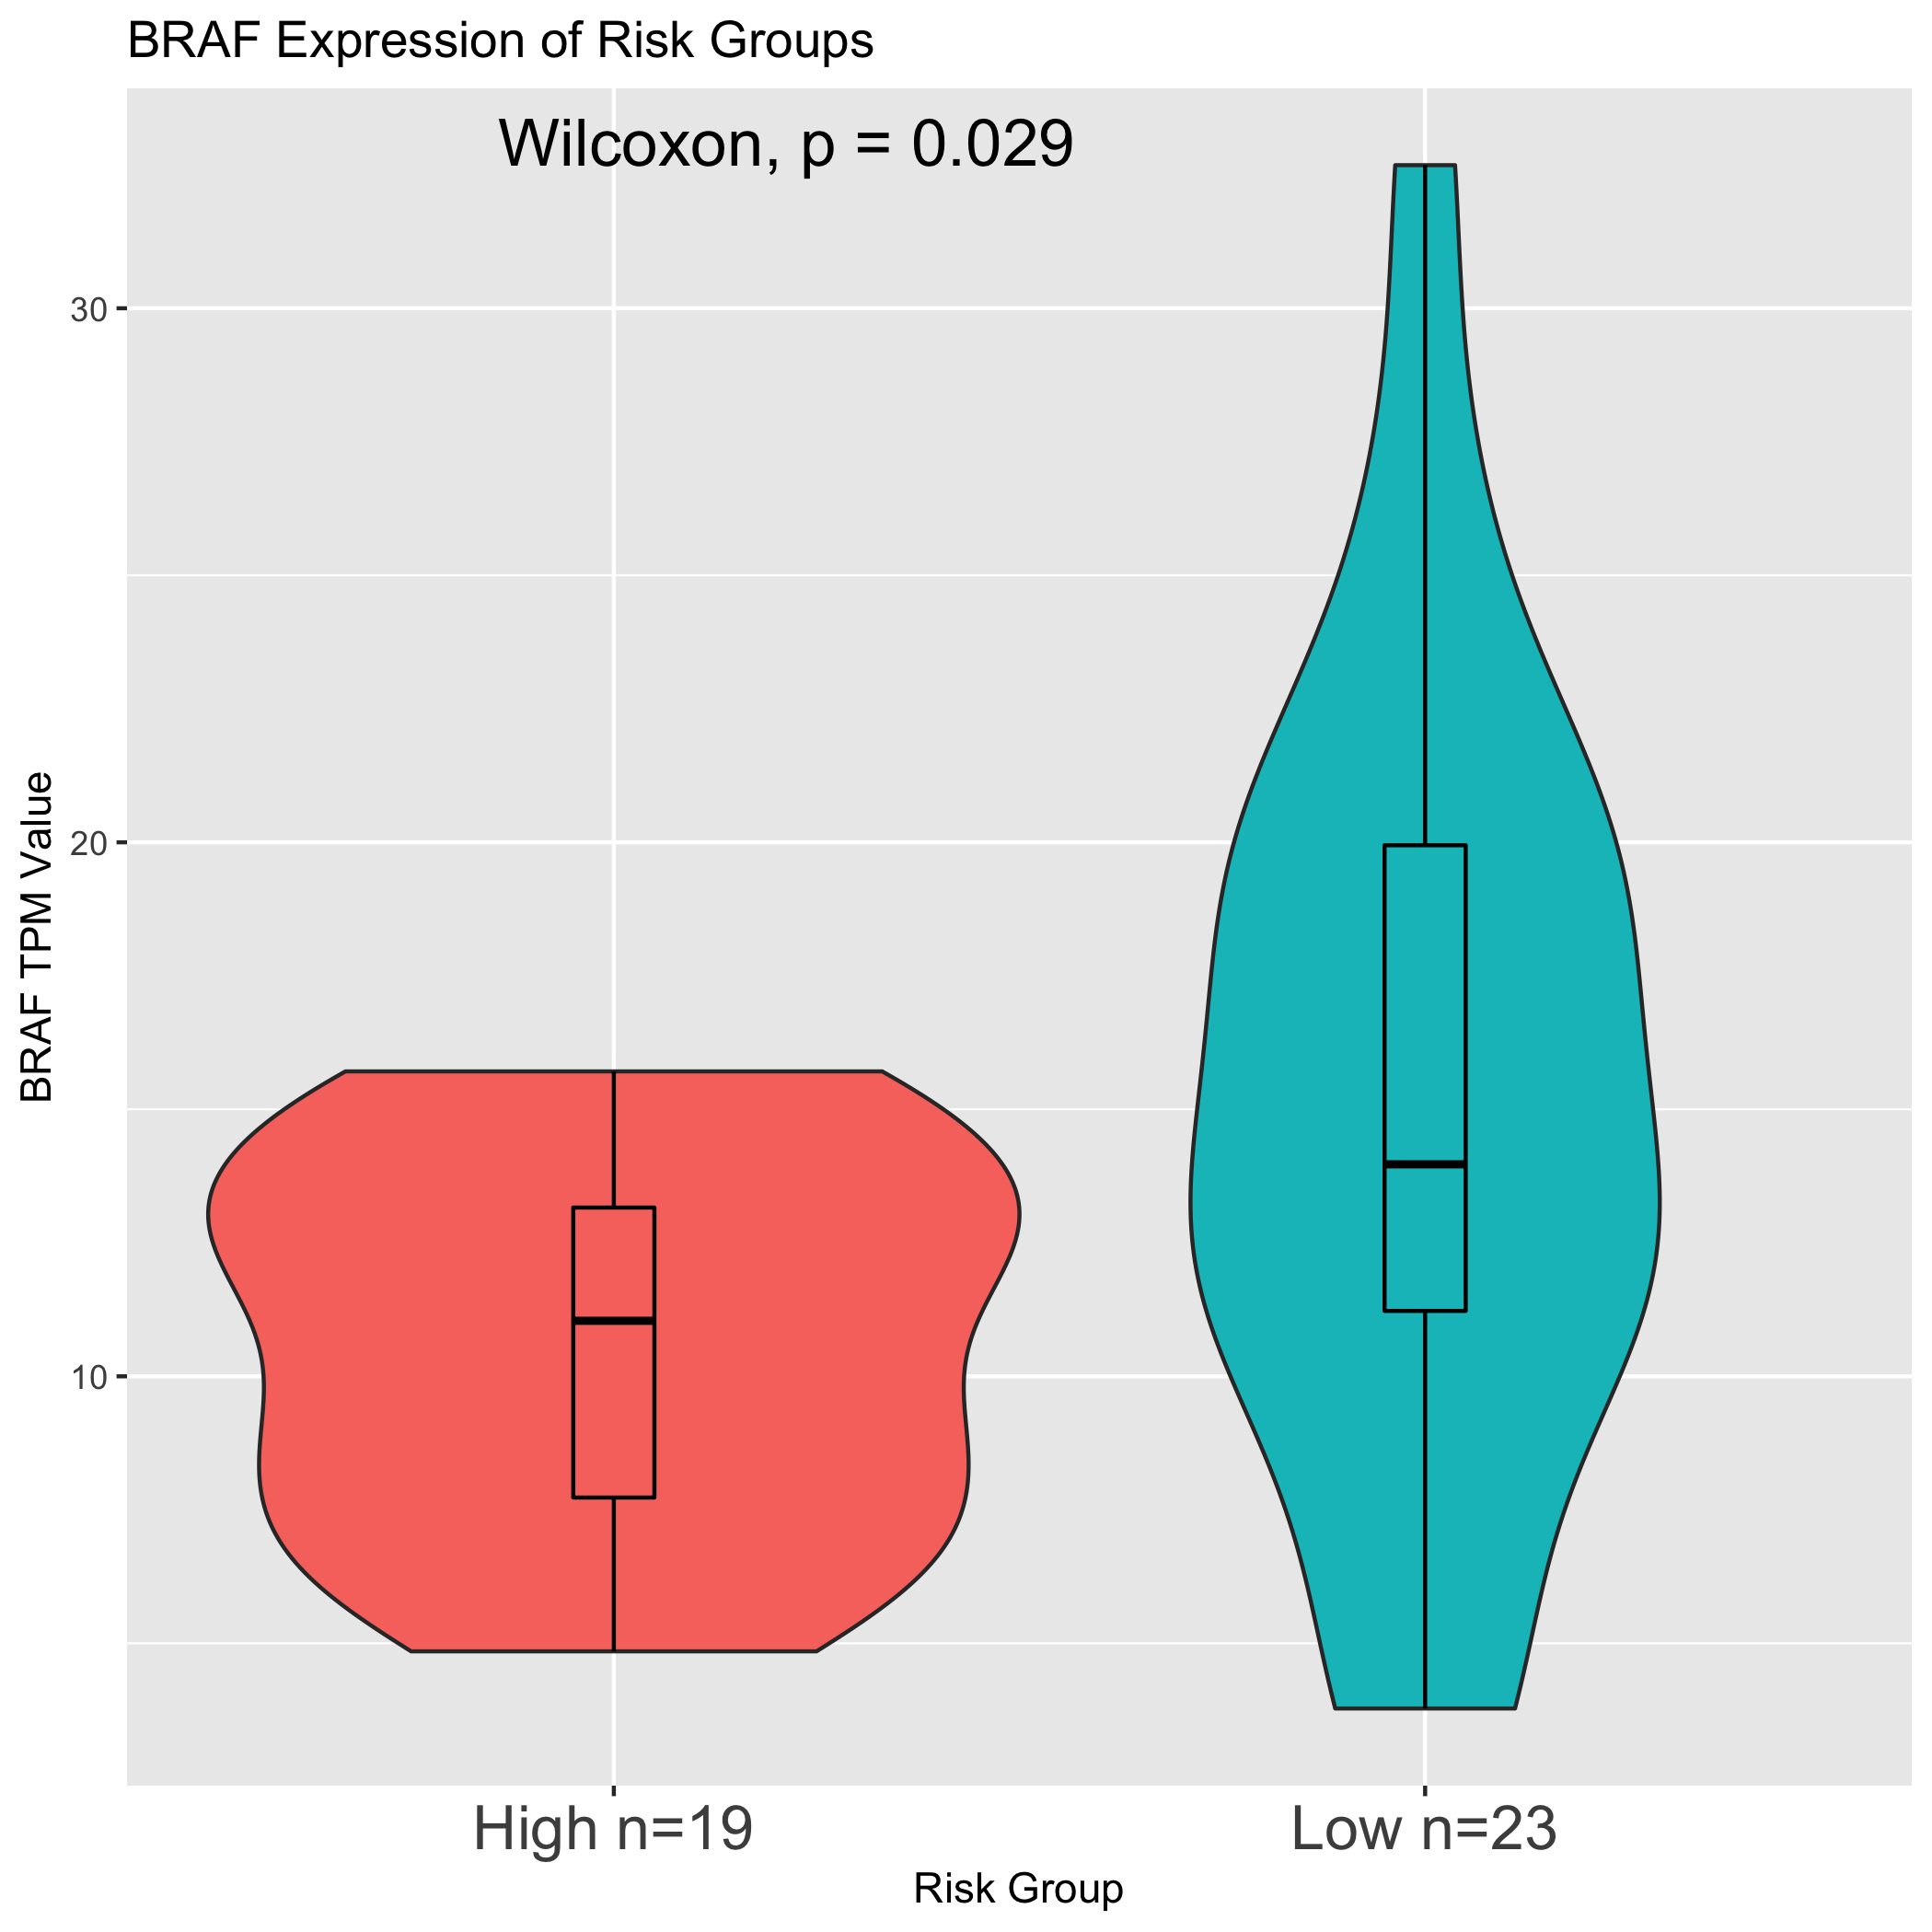 BRAF Expression of Risk Groups
Wilcoxon, p = 0.029
30
20
10
BRAF TPM Value
High n=19
Low n=23
Risk Group